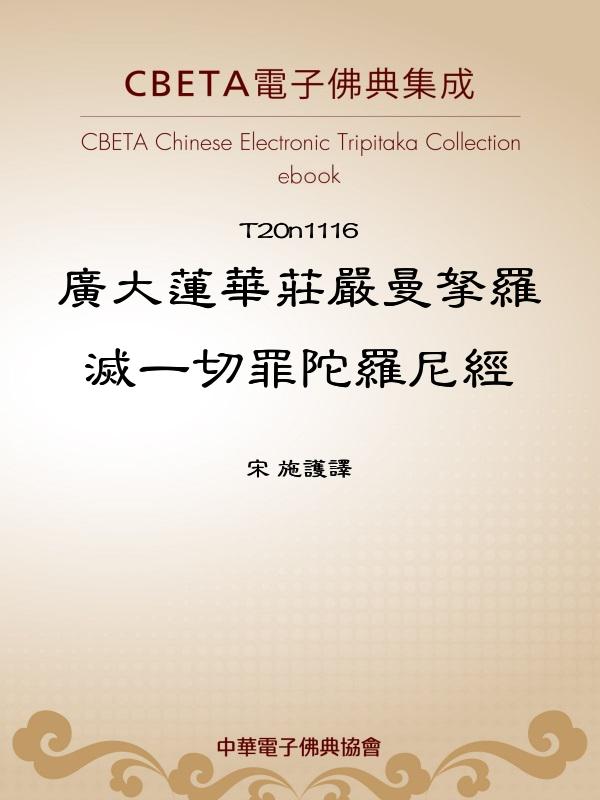 CBETA電子佛典集成
CBETA Chinese Electronic Tripitaka Collection
ebook
T20n1116
廣大蓮華莊嚴曼拏羅
滅一切罪陀羅尼經
宋 施護譯
中華電子佛典協會